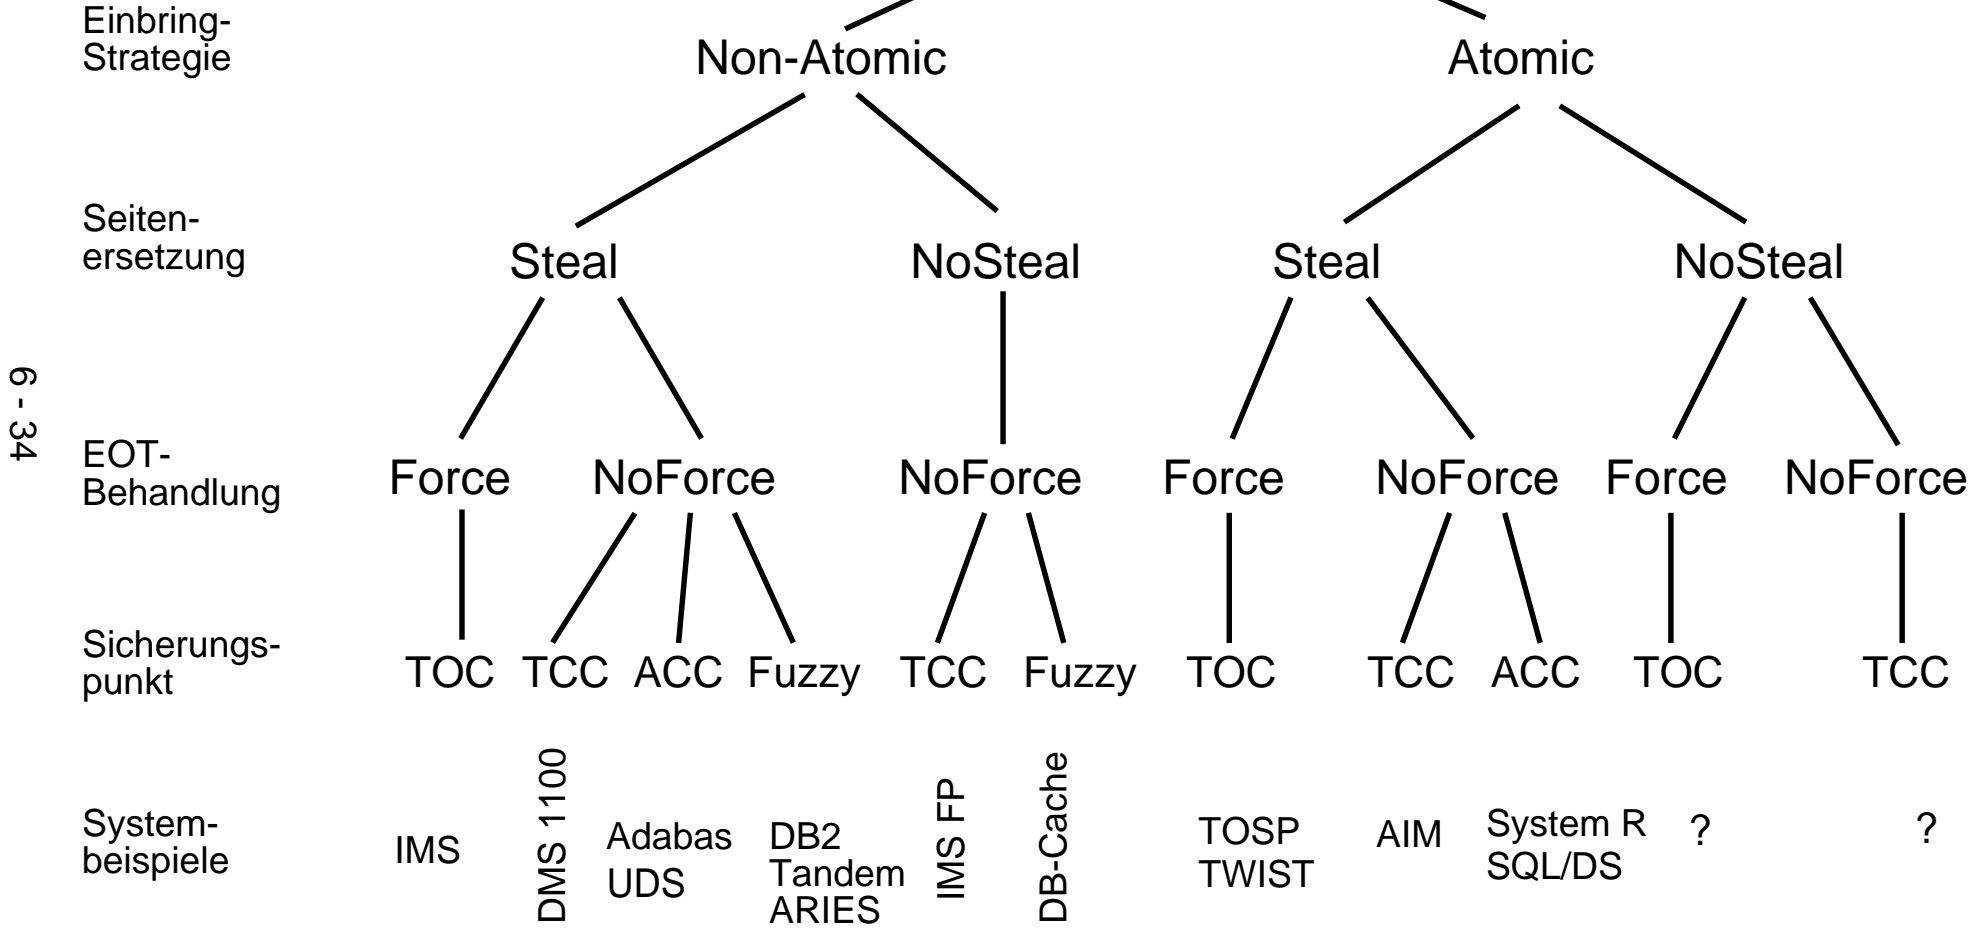 Einbring-
Strategie
Non-Atomic
Atomic
Seiten-
ersetzung
Steal
NoSteal
Steal
NoSteal
6 - 34
EOT-
Behandlung
Force
NoForce
NoForce
Force
NoForce
Force
NoForce
Sicherungs-
punkt
TOC
TCC
ACC
Fuzzy
TCC
Fuzzy
TOC
TCC
ACC
TOC
TCC
System-
beispiele
IMS
DMS 1100
Adabas
UDS
DB2
Tandem
ARIES
IMS FP
DB-Cache
TOSP
TWIST
AIM
System R
SQL/DS
?
?